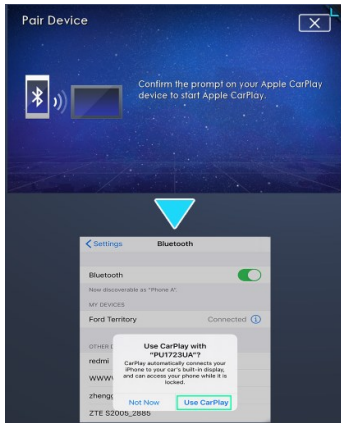 Pair Device
Confirm the prompt on your Apple CarPlay
device to start Apple CarPlay.
Settings
Bluetooth
Bluetooth
Now discoverable as "Phone A".
MY DEVICES
Ford Territory
Connected
OTHER
redmi
WWW
zhengg
ZTE S2005_2885
Use CarPlay with
"PU1723UA"?
CarPlay automatically connects your
iPhone to your car's built-in display,
and can access your phone while it is
locked.
Not Now
Use CarPlay